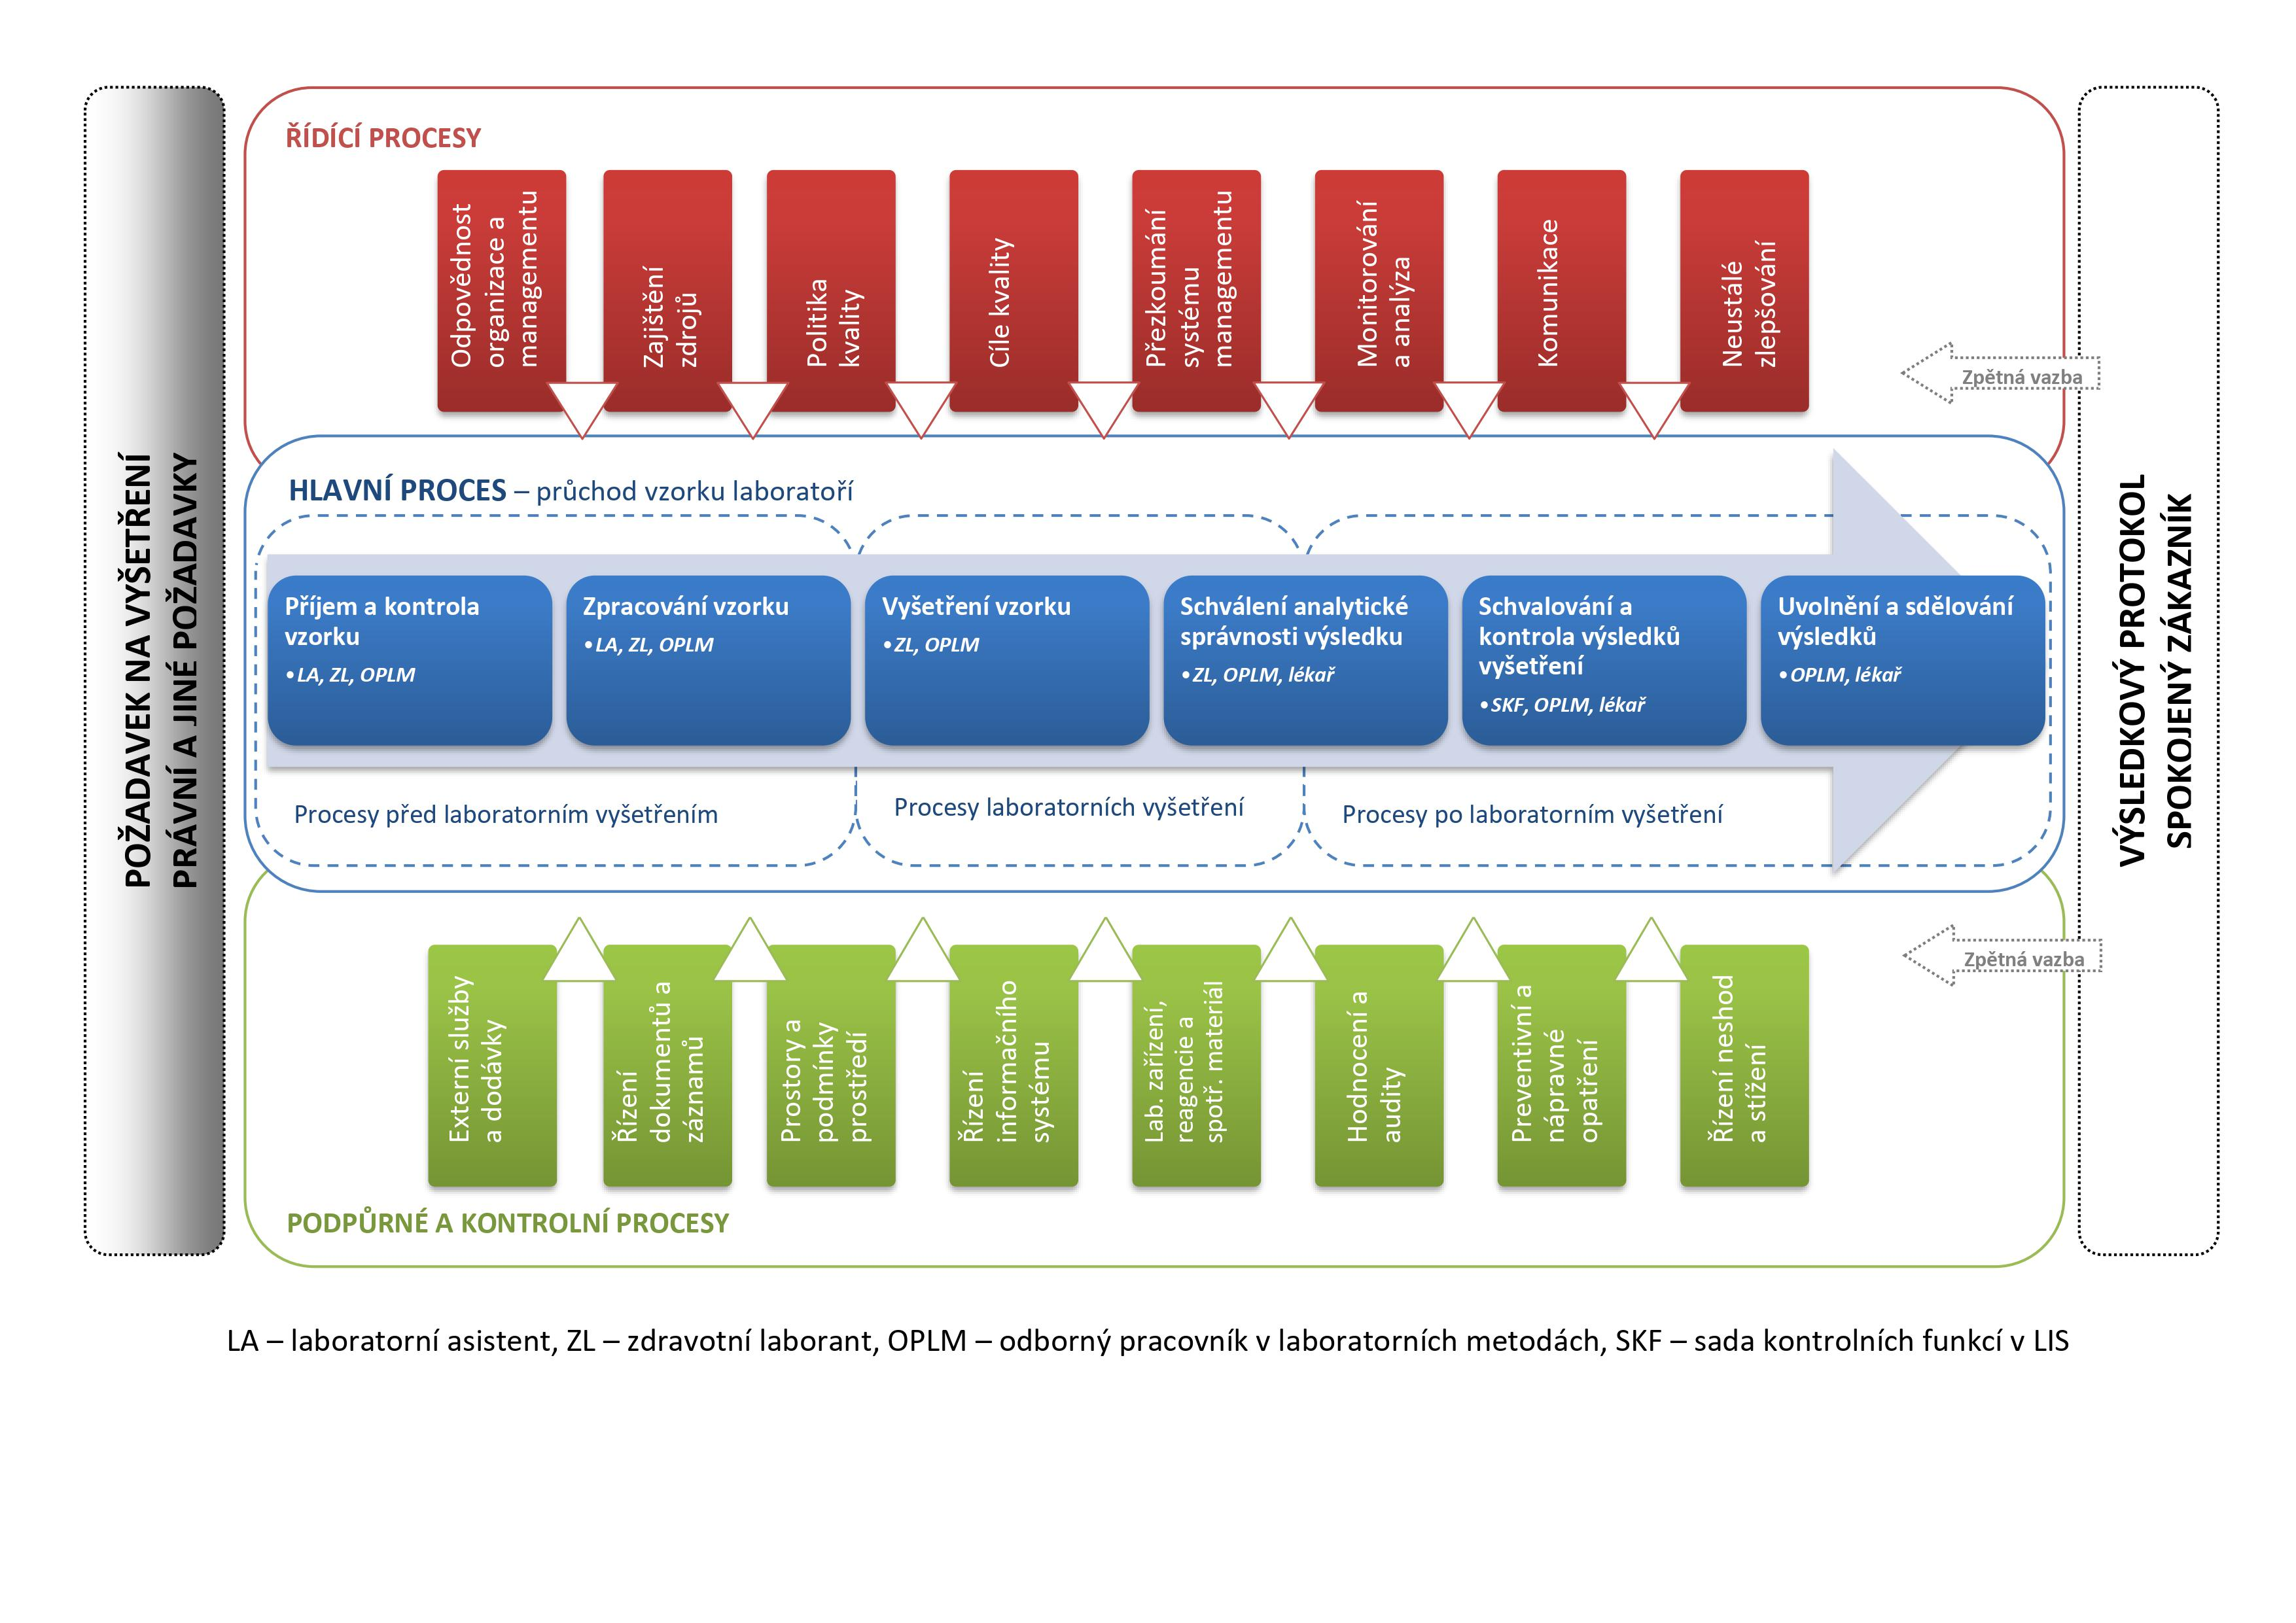 POŽADAVEK NA VYŠETŘENÍ
PRÁVNÍ A JINÉ POŽADAVKY
ŘÍDÍCÍ PROCESY
Odpovědnost
organizace a
managementu
Zajištění
zdrojů
Politika
kvality
Cíle kvality
Přezkoumání
systému
managementu
Monitorování
a analýza
Komunikace
Neustálé
zlepšování
Zpětná vazba
HLAVNÍ PROCES – průchod vzorku laboratoří
Příjem a kontrola
vzorku
•LA, ZL, OPLM
Zpracování vzorku
•LA, ZL, OPLM
Vyšetření vzorku
•ZL, OPLM
Schválení analytické
správnosti výsledku
•ZL, OPLM, lékař
Schvalování a
kontrola výsledků
vyšetření
•SKF, OPLM, lékař
Uvolnění a sdělování
výsledků
•OPLM, lékař
Procesy před laboratorním vyšetřením
Procesy laboratorních vyšetření
Procesy po laboratorním vyšetření
Externí služby
a dodávky
Řízení
dokumentů a
záznamů
Prostory a
podmínky
prostředí
Řízení
informačního
systému
Lab. zařízení,
reagencie a
spotř. materiál
Hodnocení a
audity
Preventivní a
nápravné
opatření
Řízení neshod
a stížení
Zpětná vazba
PODPŮRNÉ A KONTROLNÍ PROCESY
VÝSLEDKOVÝ PROTOKOL
SPOKOJENÝ ZÁKAZNÍK
LA – laboratorní asistent, ZL – zdravotní laborant, OPLM – odborný pracovník v laboratorních metodách, SKF – sada kontrolních funkcí v LIS